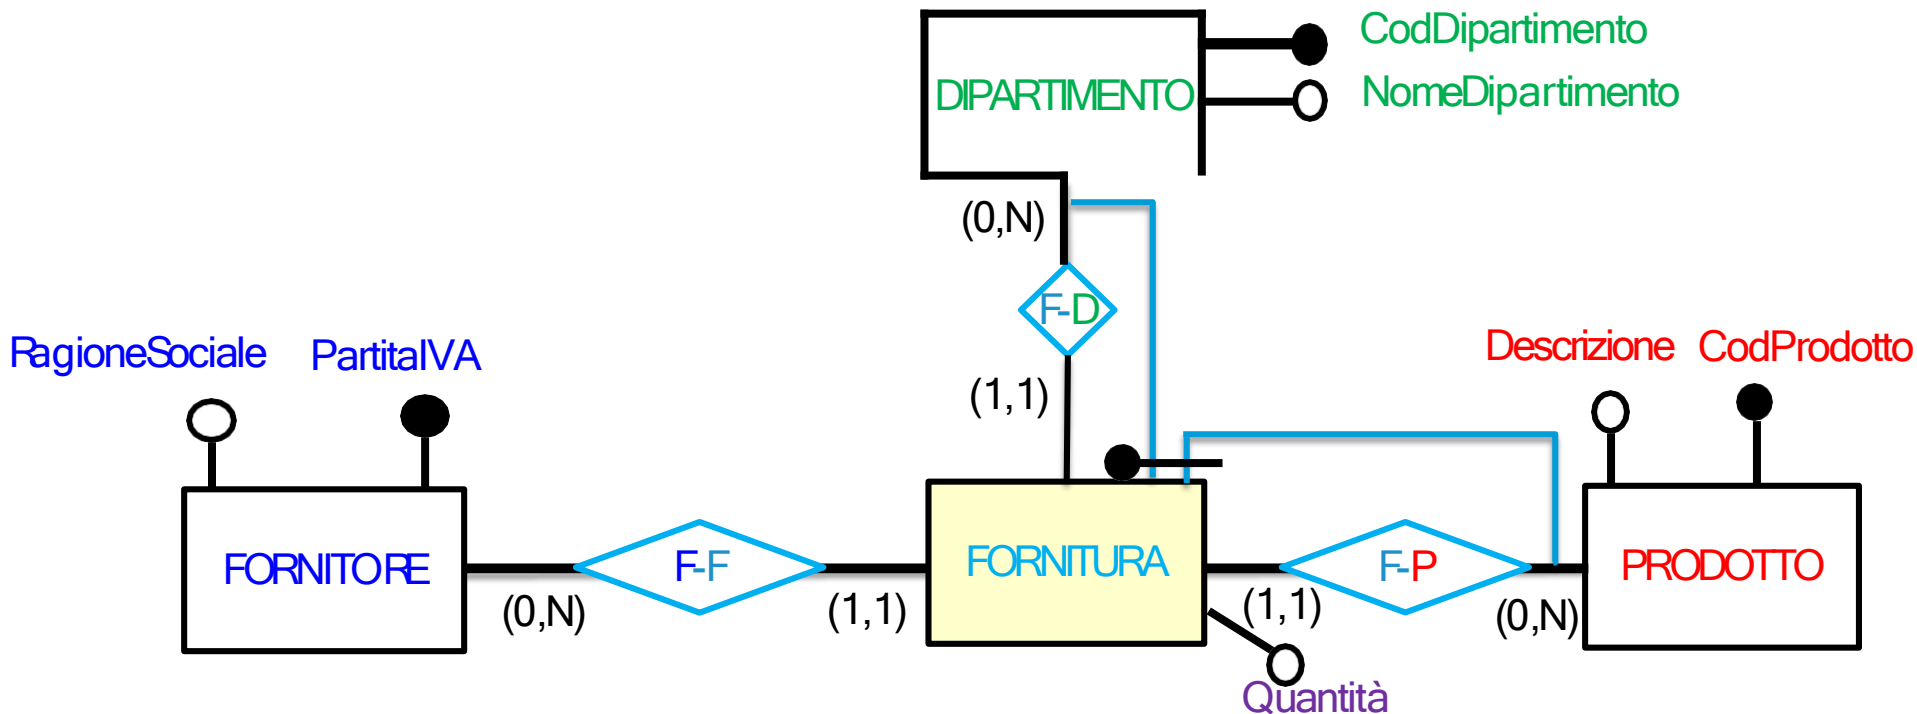 CodDipartimento
DIPARTIMENTO
NomeDipartimento
(0,N)
F-D
RagioneSociale
PartitaIVA
Descrizione
CodProdotto
(1,1)
FORNITORE
F-F
FORNITURA
F-P
PRODOTTO
(0,N)
(1,1)
(1,1)
(0,N)
Quantità